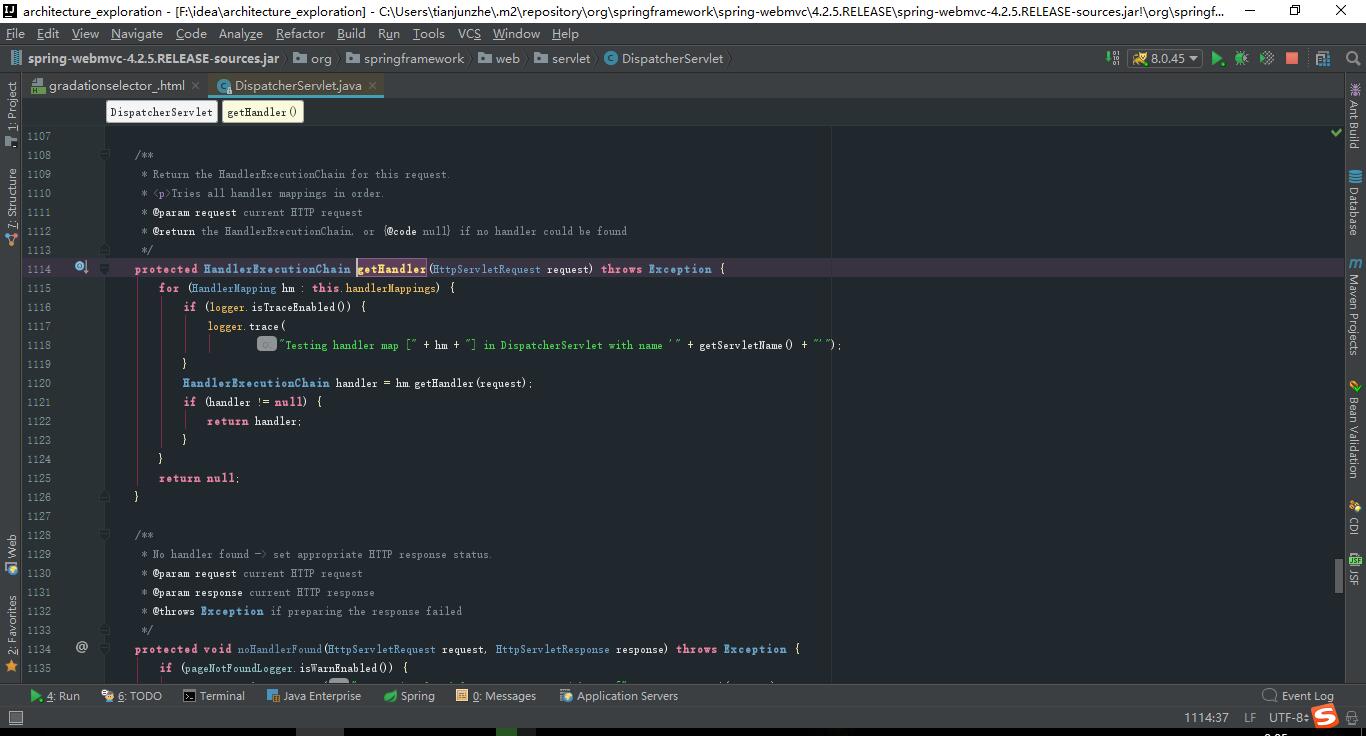 architecture_exploration - [F:\idea\architecture_exploration] - C:\Users\tianjunzhe\.m2\repository\org\springframework\spring-webmvc\4.2.5.RELEASE\spring-webmvc-4.2.5.RELEASE-sources.jar!\org\springf...
File Edit View Navigate Code Analyze Refactor Build Run Tools VCS Window Help
spring-webmvc-4.2.5.RELEASE-sources.jar org springframework web servlet DispatcherServlet 8.0.45
gradationselector_.html DispatcherServlet.java
DispatcherServlet getHandler()
1: Project
7: Structure
Web
2: Favorites
1107
1108 /**
1109 * Return the HandlerExecutionChain for this request.
1110 * <p>Tries all handler mappings in order.
1111 * @param request current HTTP request
1112 * @return the HandlerExecutionChain, or {@code null} if no handler could be found
1113 */
1114 protected HandlerExecutionChain getHandler(HttpServletRequest request) throws Exception {
1115 for (HandlerMapping hm : this.handlerMappings) {
1116 if (logger.isTraceEnabled()) {
1117 logger.trace(
1118 "Testing handler map [" + hm + "] in DispatcherServlet with name '" + getServletName() + "'");
1119 }
1120 HandlerExecutionChain handler = hm.getHandler(request);
1121 if (handler != null) {
1122 return handler;
1123 }
1124 }
1125 return null;
1126 }
1127
1128 /**
1129 * No handler found -> set appropriate HTTP response status.
1130 * @param request current HTTP request
1131 * @param response current HTTP response
1132 * @throws Exception if preparing the response failed
1133 */
1134 protected void noHandlerFound(HttpServletRequest request, HttpServletResponse response) throws Exception {
1135 if (pageNotFoundLogger.isWarnEnabled()) {
Ant Build
Database
Maven Projects
Bean Validation
CDI
JSF
4: Run 6: TODO Terminal Java Enterprise Spring 0: Messages Application Servers Event Log
1114:37 LF UTF-8